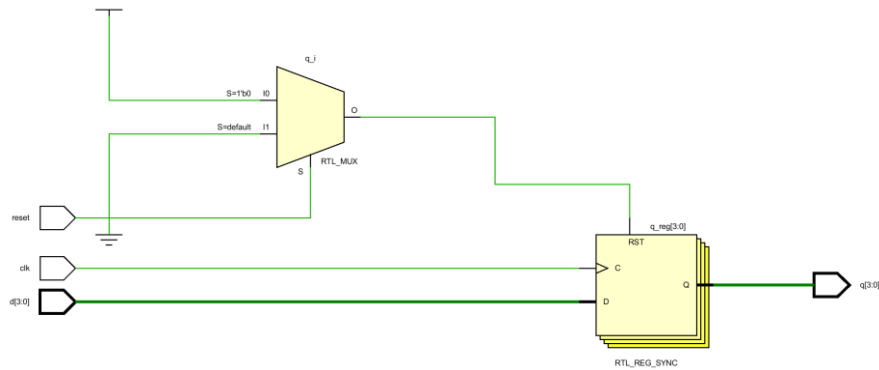 q_i
S=1'b0 I0
O
S=default I1
RTL_MUX
S
reset
q_reg[3:0]
RST
clk
C
Q
q[3:0]
d[3:0]
D
RTL_REG_SYNC